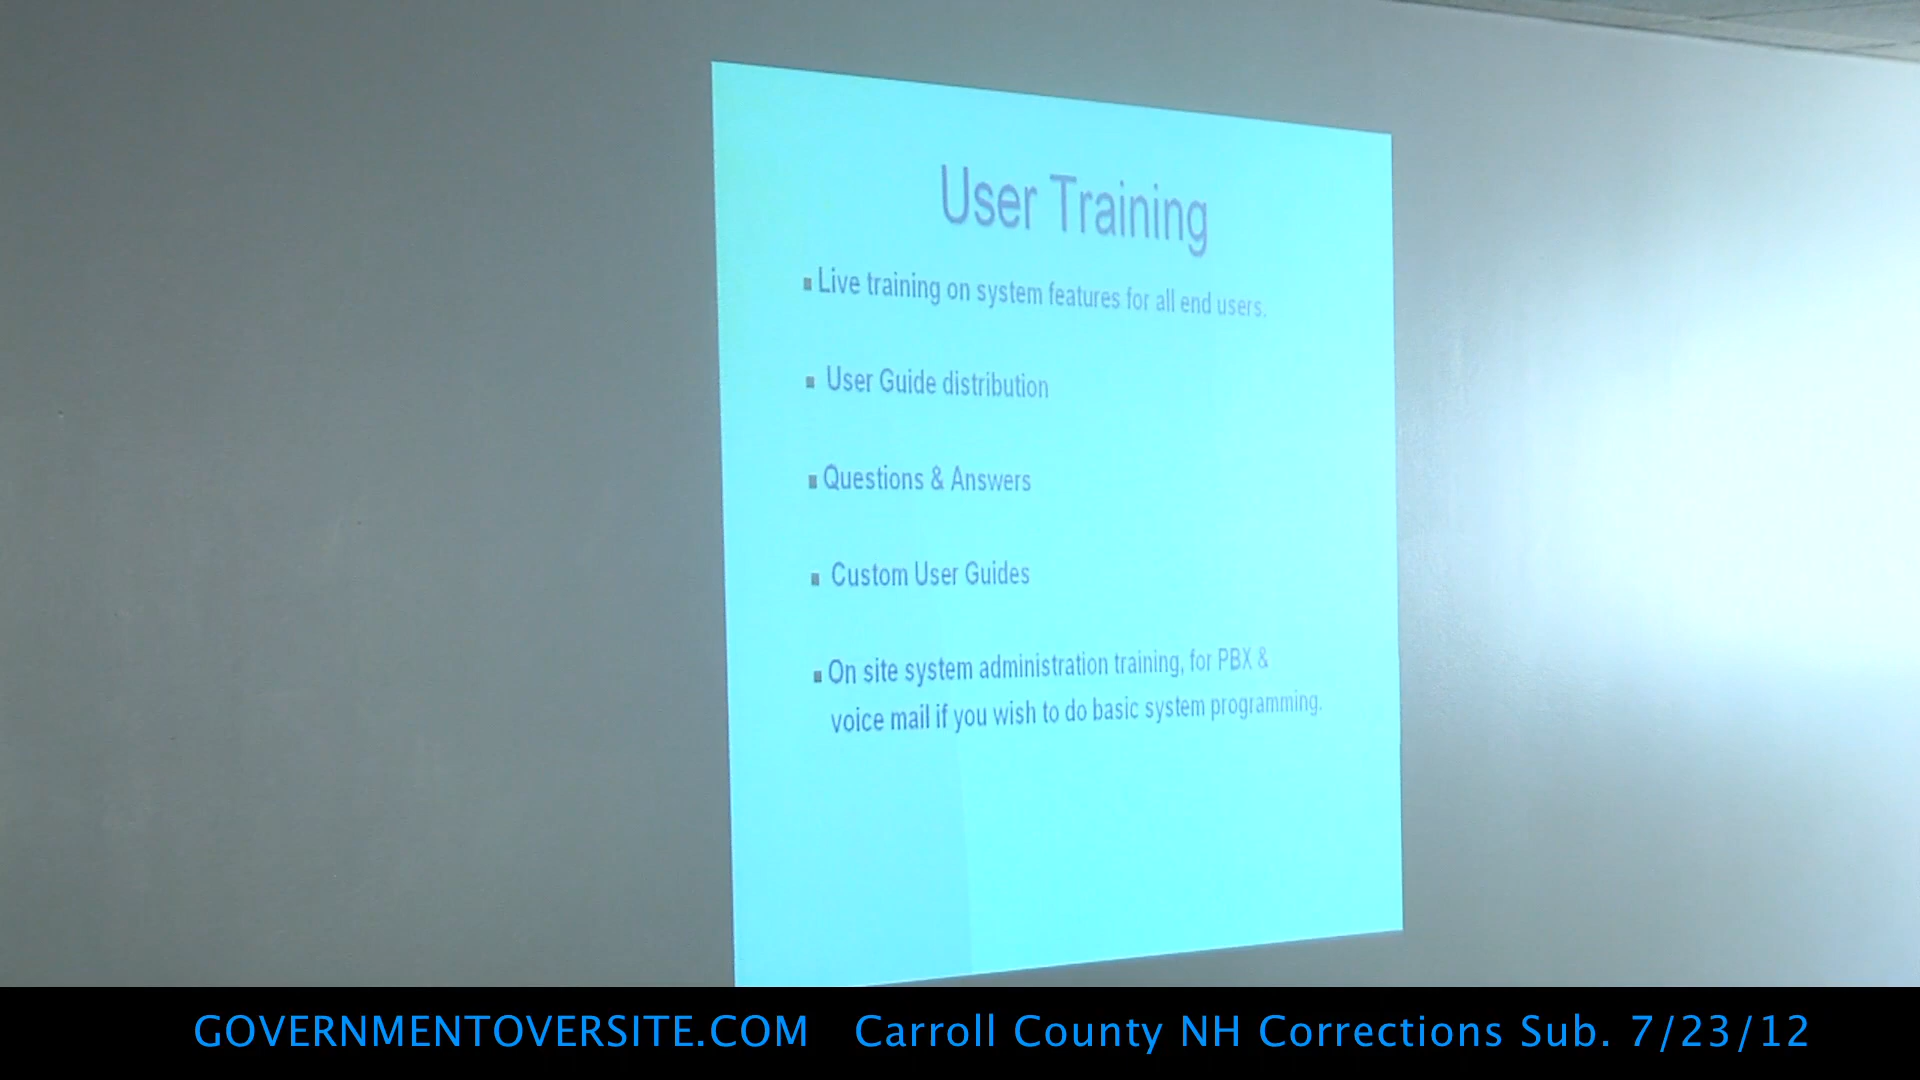 User Training
▪ Live training on system features for all end users.
▪ User Guide distribution
▪ Questions & Answers
▪ Custom User Guides
▪ On site system administration training, for PBX &
voice mail if you wish to do basic system programming.
GOVERNMENTOVERSITE.COM Carroll County NH Corrections Sub. 7/23/12